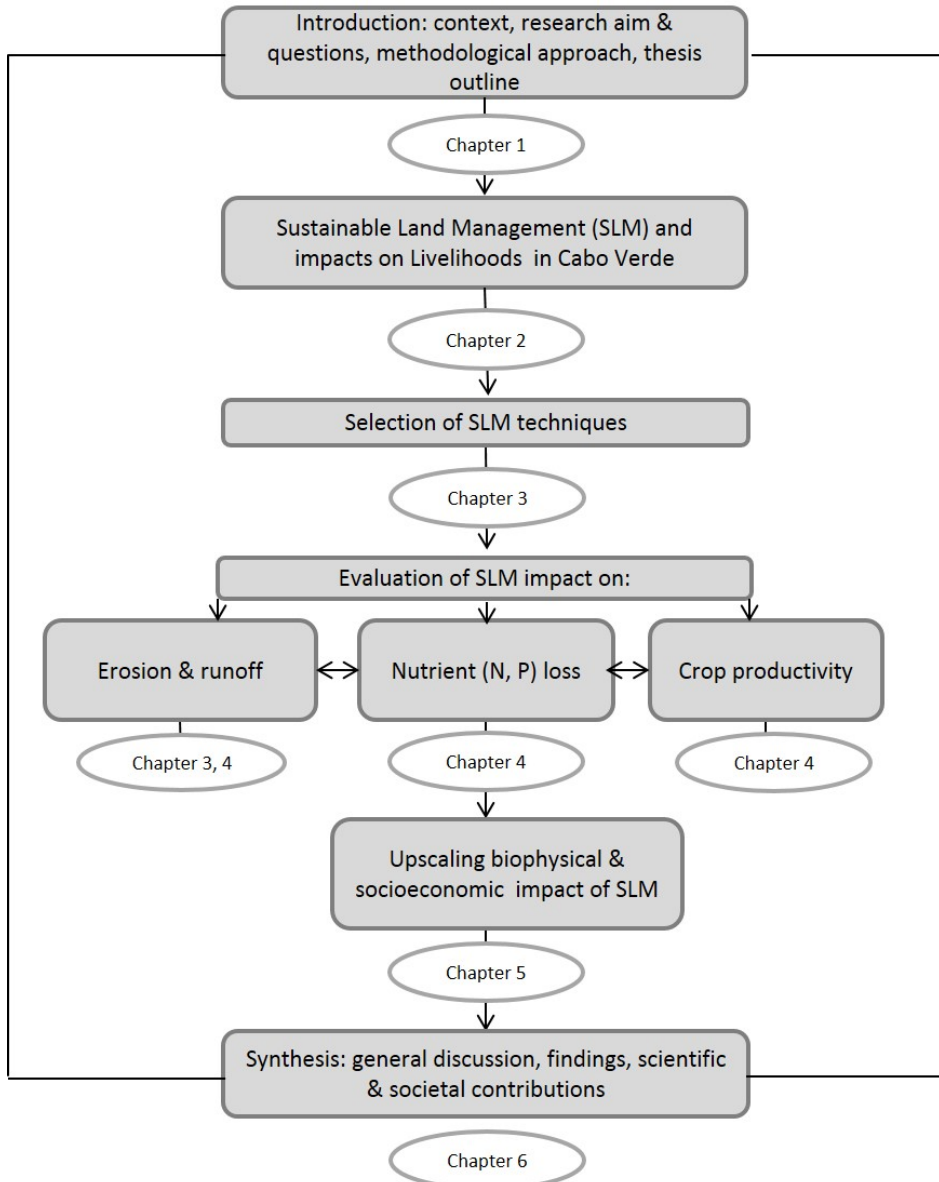 Introduction: context, research aim &
questions, methodological approach, thesis
outline
Chapter 1
Sustainable Land Management (SLM) and
impacts on Livelihoods in Cabo Verde
Chapter 2
Selection of SLM techniques
Chapter 3
Evaluation of SLM impact on:
Erosion & runoff
Nutrient (N, P) loss
Crop productivity
Chapter 3, 4
Chapter 4
Chapter 4
Upscaling biophysical &
socioeconomic impact of SLM
Chapter 5
Synthesis: general discussion, findings, scientific
& societal contributions
Chapter 6